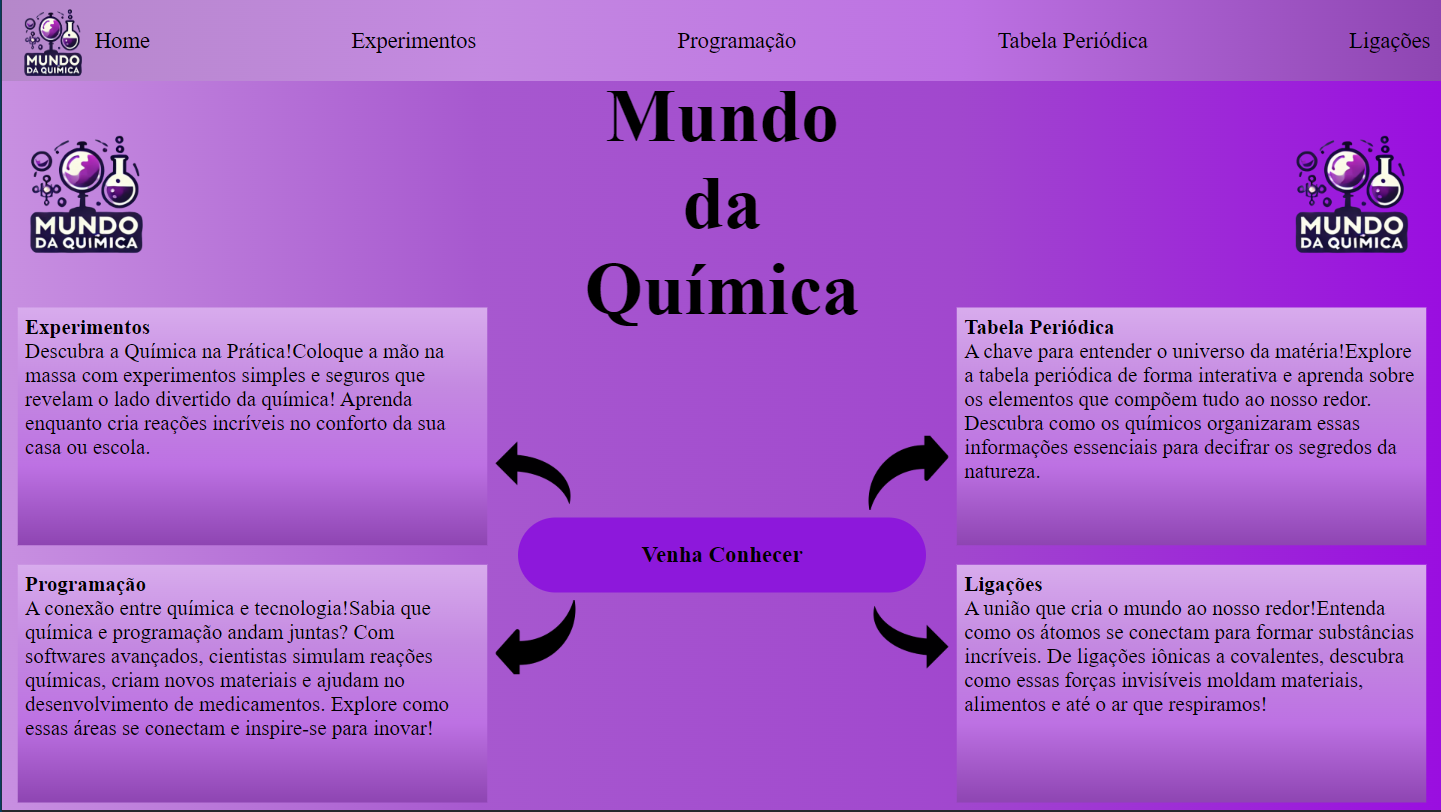 MUNDO
DA QUÍMICA
Home
Experimentos
Programação
Tabela Periódica
Ligações
Mundo
da
Química
MUNDO
DA QUÍMICA
MUNDO
DA QUÍMICA
Experimentos
Descubra a Química na Prática!Coloque a mão na
massa com experimentos simples e seguros que
revelam o lado divertido da química! Aprenda
enquanto cria reações incríveis no conforto da sua
casa ou escola.
Tabela Periódica
A chave para entender o universo da matéria!Explore
a tabela periódica de forma interativa e aprenda sobre
os elementos que compõem tudo ao nosso redor.
Descubra como os químicos organizaram essas
informações essenciais para decifrar os segredos da
natureza.
Venha Conhecer
Programação
A conexão entre química e tecnologia!Sabia que
química e programação andam juntas? Com
softwares avançados, cientistas simulam reações
químicas, criam novos materiais e ajudam no
desenvolvimento de medicamentos. Explore como
essas áreas se conectam e inspire-se para inovar!
Ligações
A união que cria o mundo ao nosso redor!Entenda
como os átomos se conectam para formar substâncias
incríveis. De ligações iônicas a covalentes, descubra
como essas forças invisíveis moldam materiais,
alimentos e até o ar que respiramos!